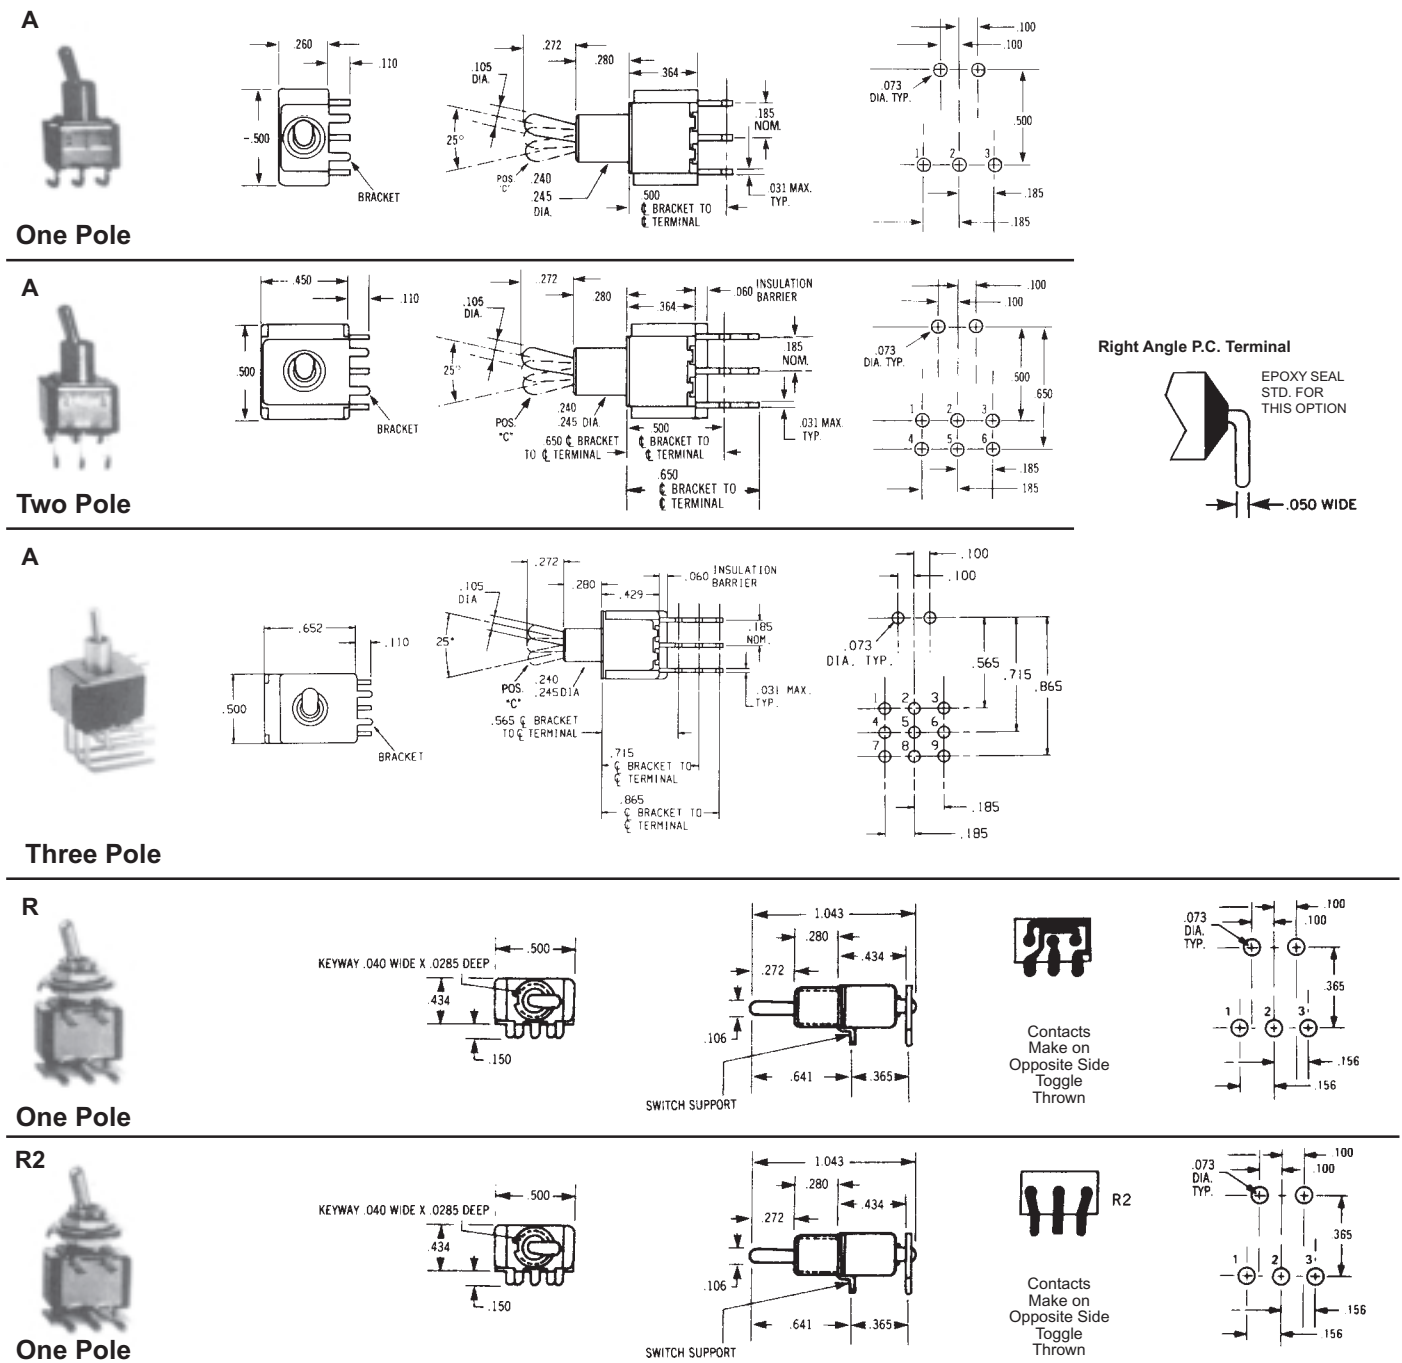 A
.260
.110
.500
BRACKET
.272
.280
.364
.105
DIA.
25°
POS.
"C"
.240
.245
DIA.
.185
NOM.
.031 MAX.
TYP.
.500
℄ BRACKET TO
℄ TERMINAL
.100
.100
.073
DIA. TYP.
.500
1 2 3
.185
.185
One Pole
A
.450
.110
.500
BRACKET
.272
.280
.364
.060 INSULATION
BARRIER
.105
DIA.
25°
POS.
"C"
.240
.245 DIA.
.185
NOM.
.031 MAX.
TYP.
.650 ℄ BRACKET
TO ℄ TERMINAL
.500
℄ BRACKET TO
℄ TERMINAL
.650
℄ BRACKET TO
℄ TERMINAL
.100
.100
.073
DIA. TYP.
.500
.650
1 2 3
4 5 6
.185
.185
Two Pole
Right Angle P.C. Terminal
EPOXY SEAL
STD. FOR
THIS OPTION
.050 WIDE
A
.652
.110
.500
BRACKET
.272
.280
.429
.060 INSULATION
BARRIER
.105
DIA
25°
POS.
"C"
.240
.245DIA
.185
NOM.
.031 MAX.
TYP.
.565 ℄ BRACKET
TO ℄ TERMINAL
.715
℄ BRACKET TO
℄ TERMINAL
.865
℄ BRACKET TO
℄ TERMINAL
.100
.100
.073
DIA. TYP.
.565
.715
.865
1 2 3
4 5 6
7 8 9
.185
.185
Three Pole
R
KEYWAY .040 WIDE X .0285 DEEP
.500
.434
.150
1.043
.280
.434
.272
.106
.641
.365
SWITCH SUPPORT
Contacts
Make on
Opposite Side
Toggle
Thrown
.100
.100
.073
DIA.
TYP.
.365
1 2 3
.156
.156
One Pole
R2
KEYWAY .040 WIDE X .0285 DEEP
.500
.434
.150
1.043
.280
.434
.272
.106
.641
.365
SWITCH SUPPORT
R2
Contacts
Make on
Opposite Side
Toggle
Thrown
.100
.100
.073
DIA.
TYP.
.365
1 2 3
.156
.156
One Pole